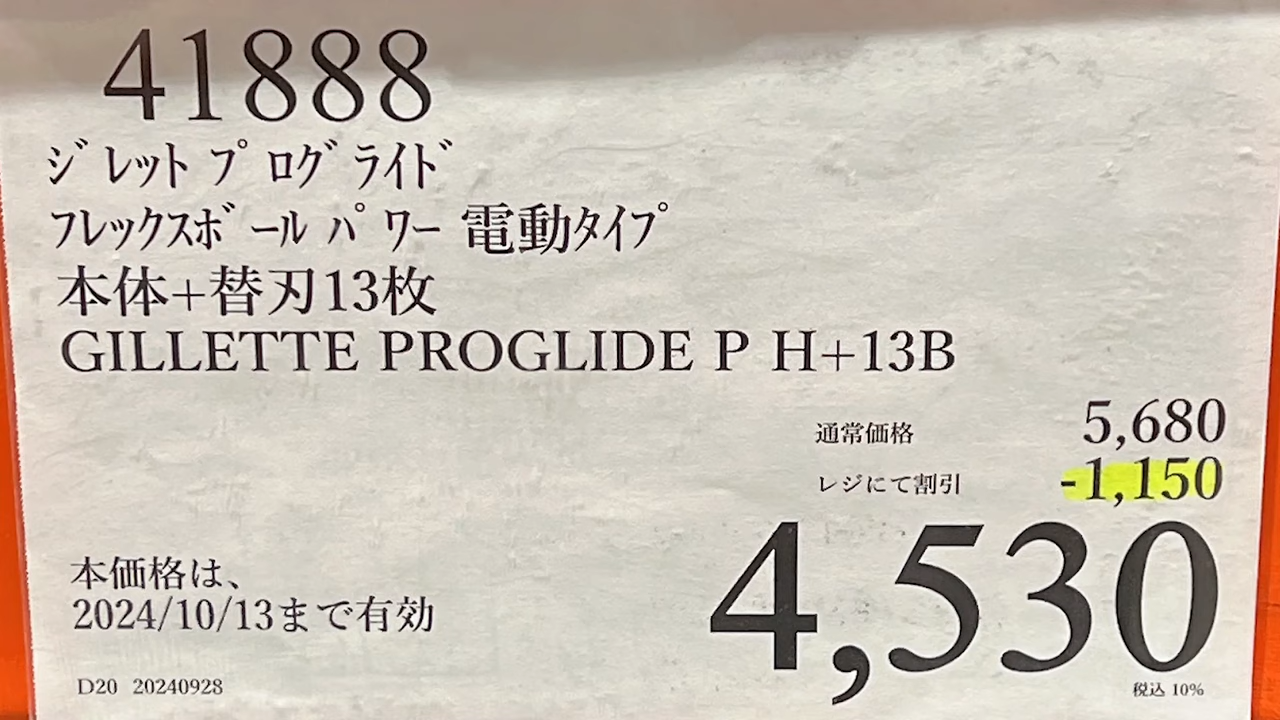 41888
ｼﾞﾚｯﾄ ﾌﾟﾛｸﾞﾗｲﾄﾞ
ﾌﾚｯｸｽﾎﾞｰﾙ ﾊﾟﾜｰ 電動ﾀｲﾌﾟ
本体+替刃13枚
GILLETTE PROGLIDE P H+13B
通常価格 5,680
レジにて割引 -1,150
4,530
本価格は、
2024/10/13まで有効
D20 20240928
税込 10%